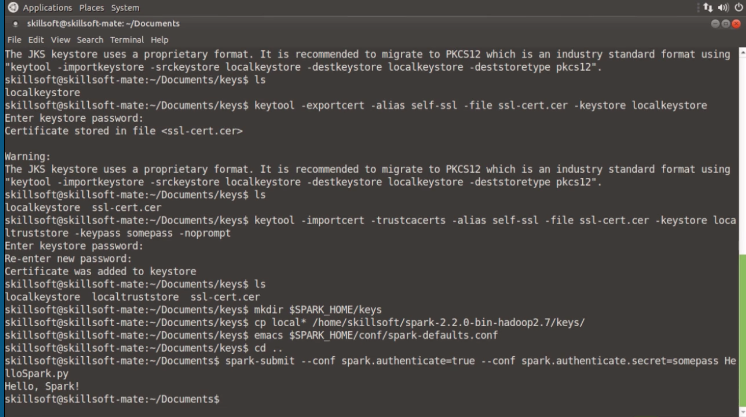 Applications Places System
skillsoft@skillsoft-mate: ~/Documents
File Edit View Search Terminal Help
The JKS keystore uses a proprietary format. It is recommended to migrate to PKCS12 which is an industry standard format using
"keytool -importkeystore -srckeystore localkeystore -destkeystore localkeystore -deststoretype pkcs12".
skillsoft@skillsoft-mate:~/Documents/keys$ ls
localkeystore
skillsoft@skillsoft-mate:~/Documents/keys$ keytool -exportcert -alias self-ssl -file ssl-cert.cer -keystore localkeystore
Enter keystore password:
Certificate stored in file <ssl-cert.cer>
Warning:
The JKS keystore uses a proprietary format. It is recommended to migrate to PKCS12 which is an industry standard format using
"keytool -importkeystore -srckeystore localkeystore -destkeystore localkeystore -deststoretype pkcs12".
skillsoft@skillsoft-mate:~/Documents/keys$ ls
localkeystore  ssl-cert.cer
skillsoft@skillsoft-mate:~/Documents/keys$ keytool -importcert -trustcacerts -alias self-ssl -file ssl-cert.cer -keystore loca
ltruststore -keypass somepass -noprompt
Enter keystore password:
Re-enter new password:
Certificate was added to keystore
skillsoft@skillsoft-mate:~/Documents/keys$ ls
localkeystore  localtruststore  ssl-cert.cer
skillsoft@skillsoft-mate:~/Documents/keys$ mkdir $SPARK_HOME/keys
skillsoft@skillsoft-mate:~/Documents/keys$ cp local* /home/skillsoft/spark-2.2.0-bin-hadoop2.7/keys/
skillsoft@skillsoft-mate:~/Documents/keys$ emacs $SPARK_HOME/conf/spark-defaults.conf
skillsoft@skillsoft-mate:~/Documents/keys$ cd ..
skillsoft@skillsoft-mate:~/Documents$ spark-submit --conf spark.authenticate=true --conf spark.authenticate.secret=somepass He
lloSpark.py
Hello, Spark!
skillsoft@skillsoft-mate:~/Documents$